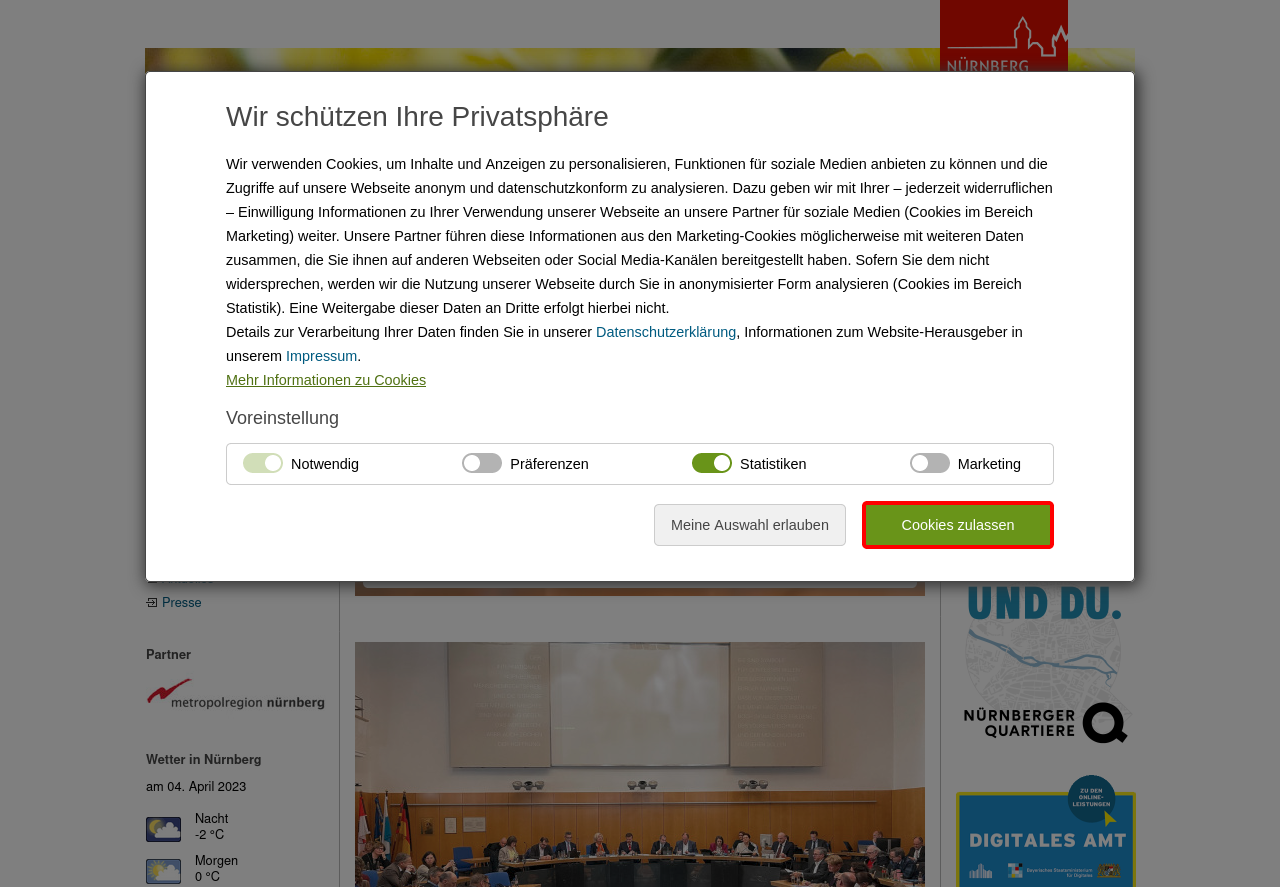 NÜRNBERG
Wir schützen Ihre Privatsphäre
Wir verwenden Cookies, um Inhalte und Anzeigen zu personalisieren, Funktionen für soziale Medien anbieten zu können und die
Zugriffe auf unsere Webseite anonym und datenschutzkonform zu analysieren. Dazu geben wir mit Ihrer – jederzeit widerruflichen
– Einwilligung Informationen zu Ihrer Verwendung unserer Webseite an unsere Partner für soziale Medien (Cookies im Bereich
Marketing) weiter. Unsere Partner führen diese Informationen aus den Marketing-Cookies möglicherweise mit weiteren Daten
zusammen, die Sie ihnen auf anderen Webseiten oder Social Media-Kanälen bereitgestellt haben. Sofern Sie dem nicht
widersprechen, werden wir die Nutzung unserer Webseite durch Sie in anonymisierter Form analysieren (Cookies im Bereich
Statistik). Eine Weitergabe dieser Daten an Dritte erfolgt hierbei nicht.
Details zur Verarbeitung Ihrer Daten finden Sie in unserer Datenschutzerklärung, Informationen zum Website-Herausgeber in
unserem Impressum.
Mehr Informationen zu Cookies
Voreinstellung
Notwendig Präferenzen Statistiken Marketing
Meine Auswahl erlauben Cookies zulassen
Presse
Partner
metropolregion nürnberg
Wetter in Nürnberg
am 04. April 2023
Nacht
-2 °C
Morgen
0 °C
UND DU.
NÜRNBERGER
QUARTIERE
ZU DEN
ONLINE-
LEISTUNGEN
DIGITALES AMT